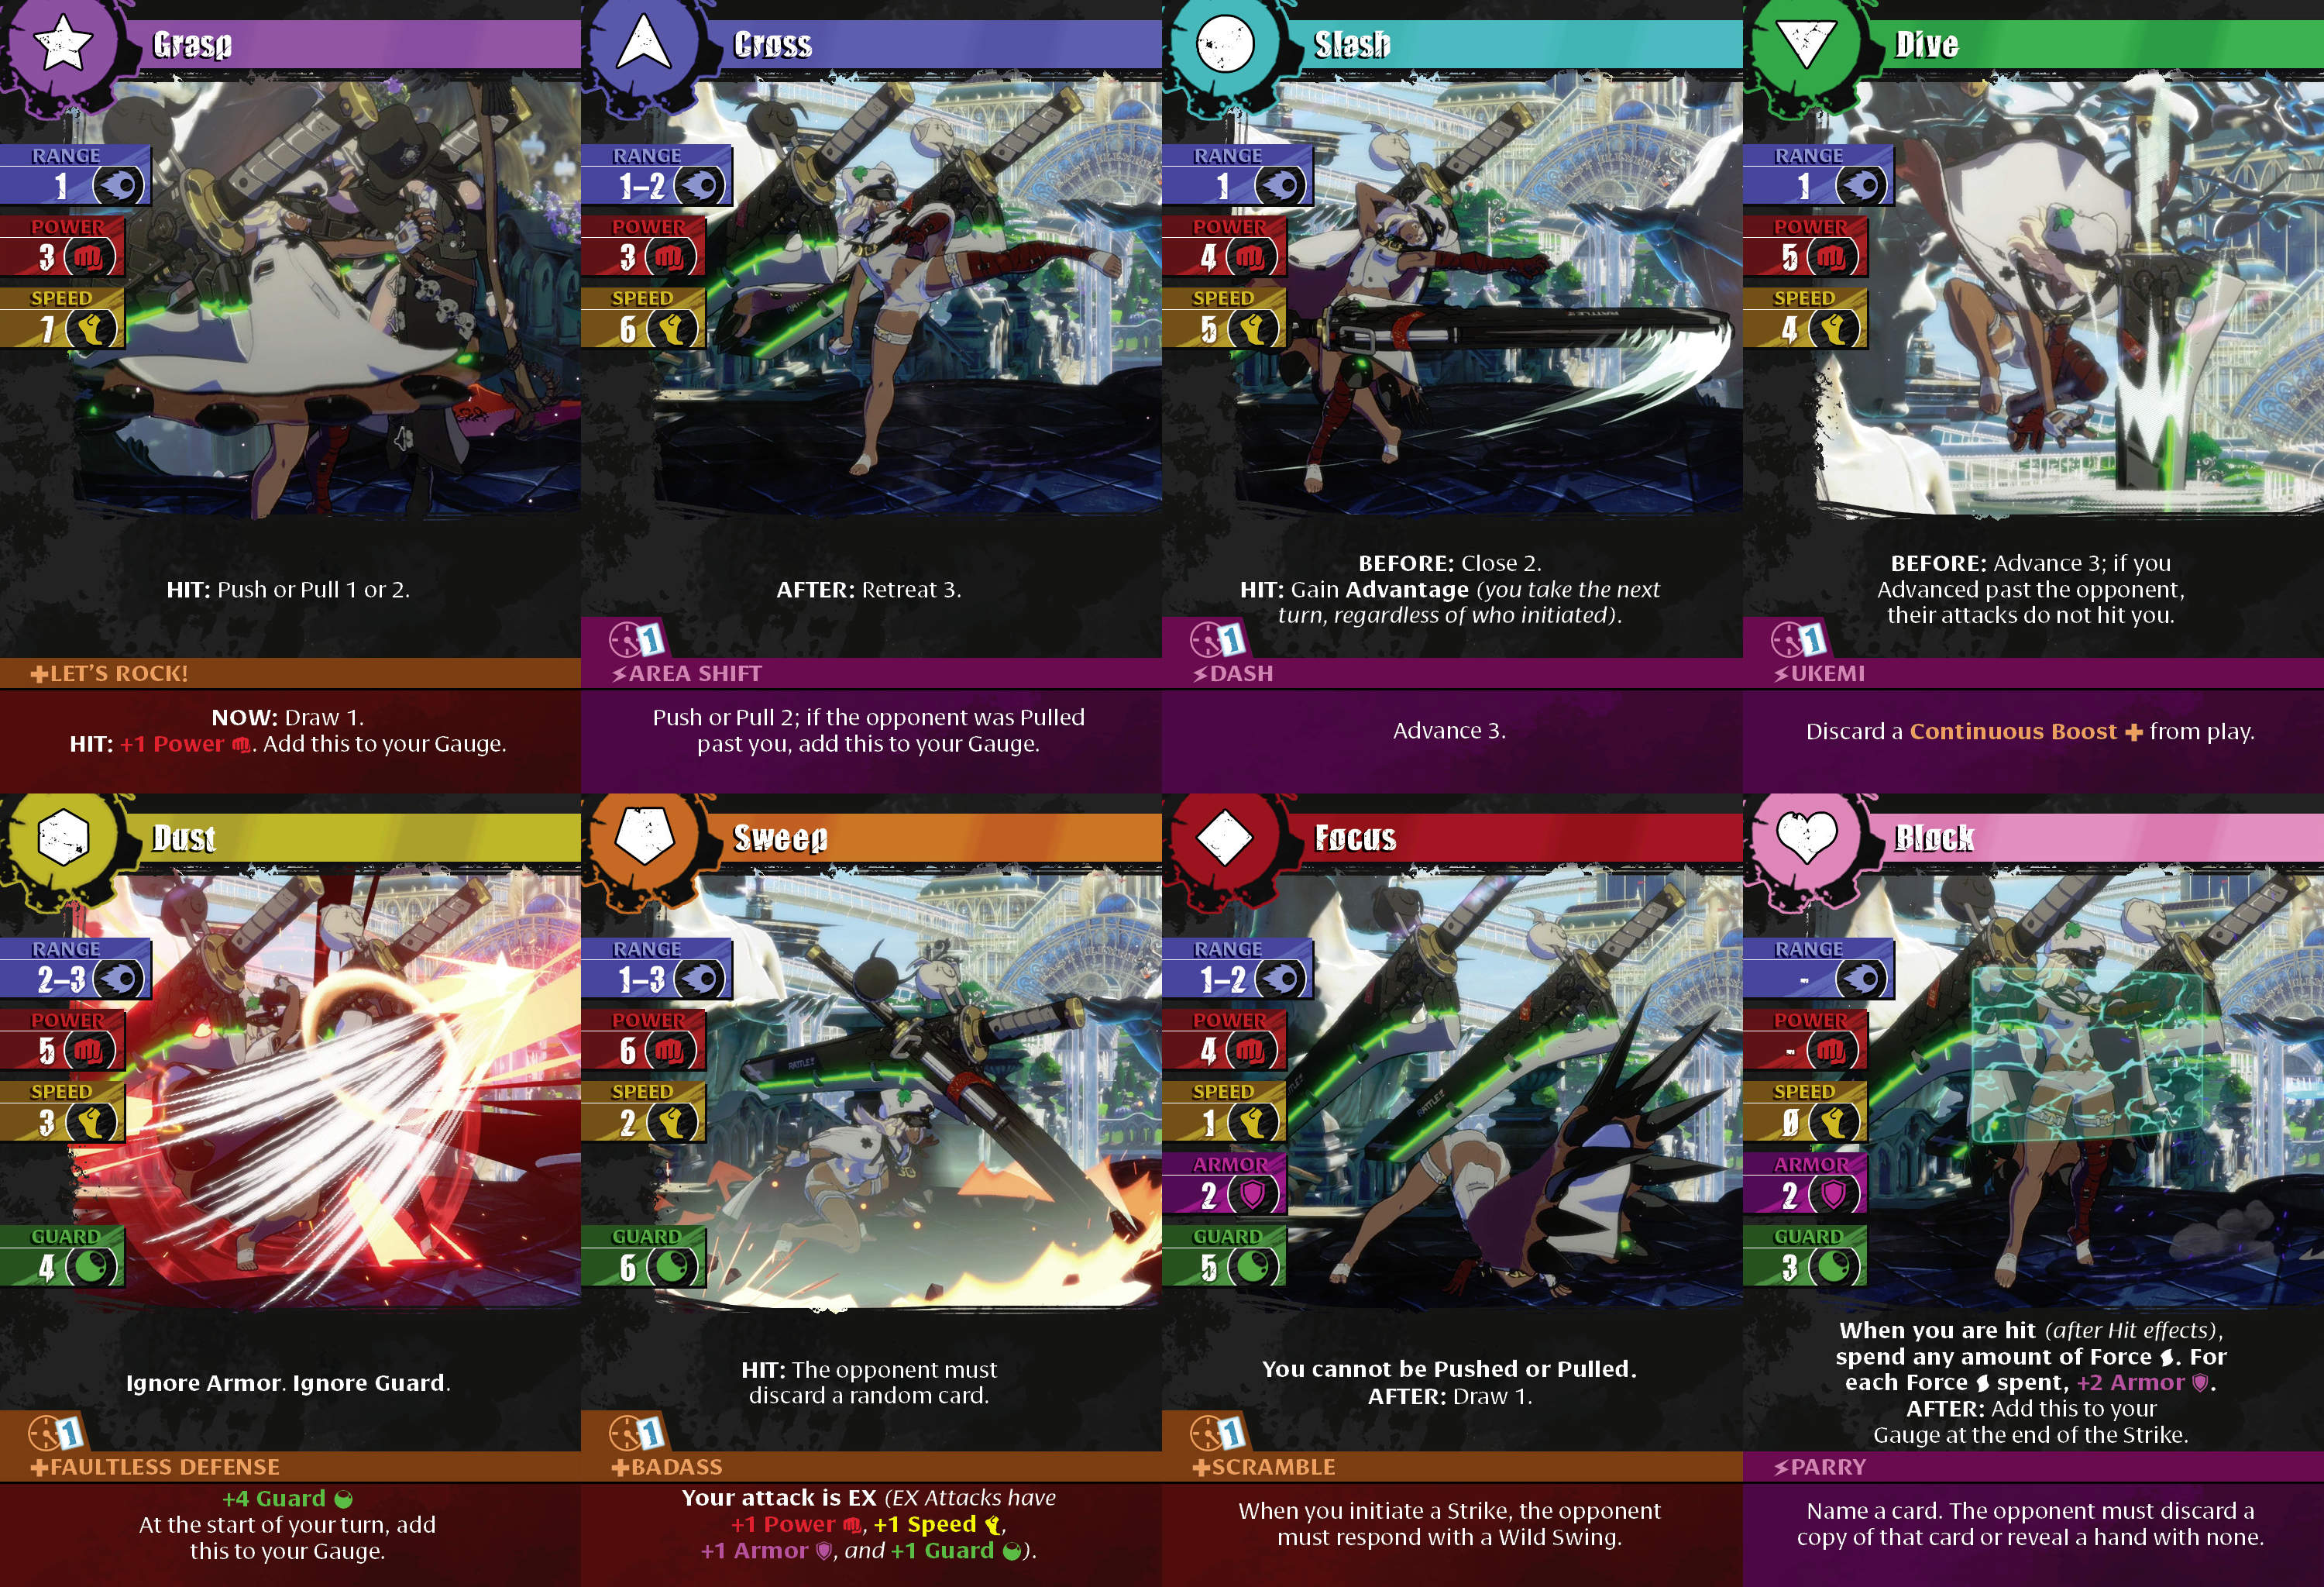 Grasp
RANGE
1
POWER
3
SPEED
7
HIT: Push or Pull 1 or 2.
LET'S ROCK!
NOW: Draw 1.
HIT: +1 Power. Add this to your Gauge.
Cross
RANGE
1–2
POWER
3
SPEED
6
AFTER: Retreat 3.
1
AREA SHIFT
Push or Pull 2; if the opponent was Pulled
past you, add this to your Gauge.
Slash
RANGE
1
POWER
4
SPEED
5
RATTLE
BEFORE: Close 2.
HIT: Gain Advantage (you take the next
turn, regardless of who initiated).
1
DASH
Advance 3.
Dive
RANGE
1
POWER
5
SPEED
4
BEFORE: Advance 3; if you
Advanced past the opponent,
their attacks do not hit you.
1
UKEMI
Discard a Continuous Boost + from play.
Dust
RANGE
2–3
POWER
5
SPEED
3
GUARD
4
Ignore Armor. Ignore Guard.
1
FAULTLESS DEFENSE
+4 Guard
At the start of your turn, add
this to your Gauge.
Sweep
RANGE
1–3
POWER
6
SPEED
2
GUARD
6
RATTLE
HIT: The opponent must
discard a random card.
1
BADASS
Your attack is EX (EX Attacks have
+1 Power, +1 Speed,
+1 Armor, and +1 Guard).
Focus
RANGE
1–2
POWER
4
SPEED
1
ARMOR
2
GUARD
5
RATTLE
You cannot be Pushed or Pulled.
AFTER: Draw 1.
1
SCRAMBLE
When you initiate a Strike, the opponent
must respond with a Wild Swing.
Block
RANGE
-
POWER
-
SPEED
0
ARMOR
2
GUARD
3
When you are hit (after Hit effects),
spend any amount of Force. For
each Force spent, +2 Armor.
AFTER: Add this to your
Gauge at the end of the Strike.
PARRY
Name a card. The opponent must discard a
copy of that card or reveal a hand with none.